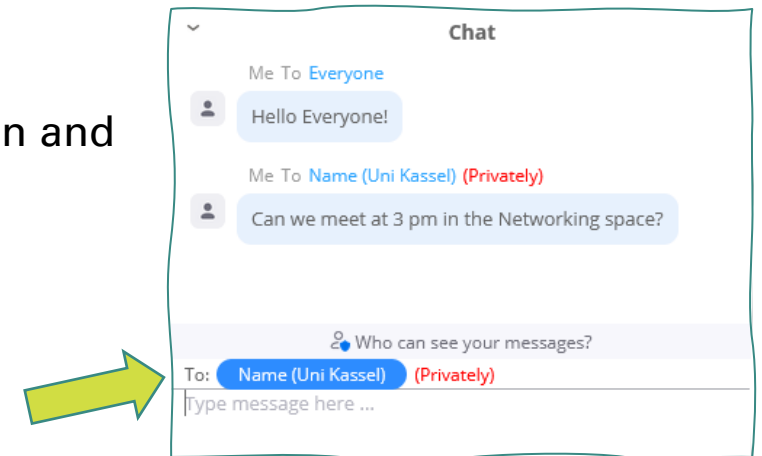 Chat
Me To Everyone
Hello Everyone!
n and
Me To Name (Uni Kassel) (Privately)
Can we meet at 3 pm in the Networking space?
Who can see your messages?
To: Name (Uni Kassel) (Privately)
Type message here ...